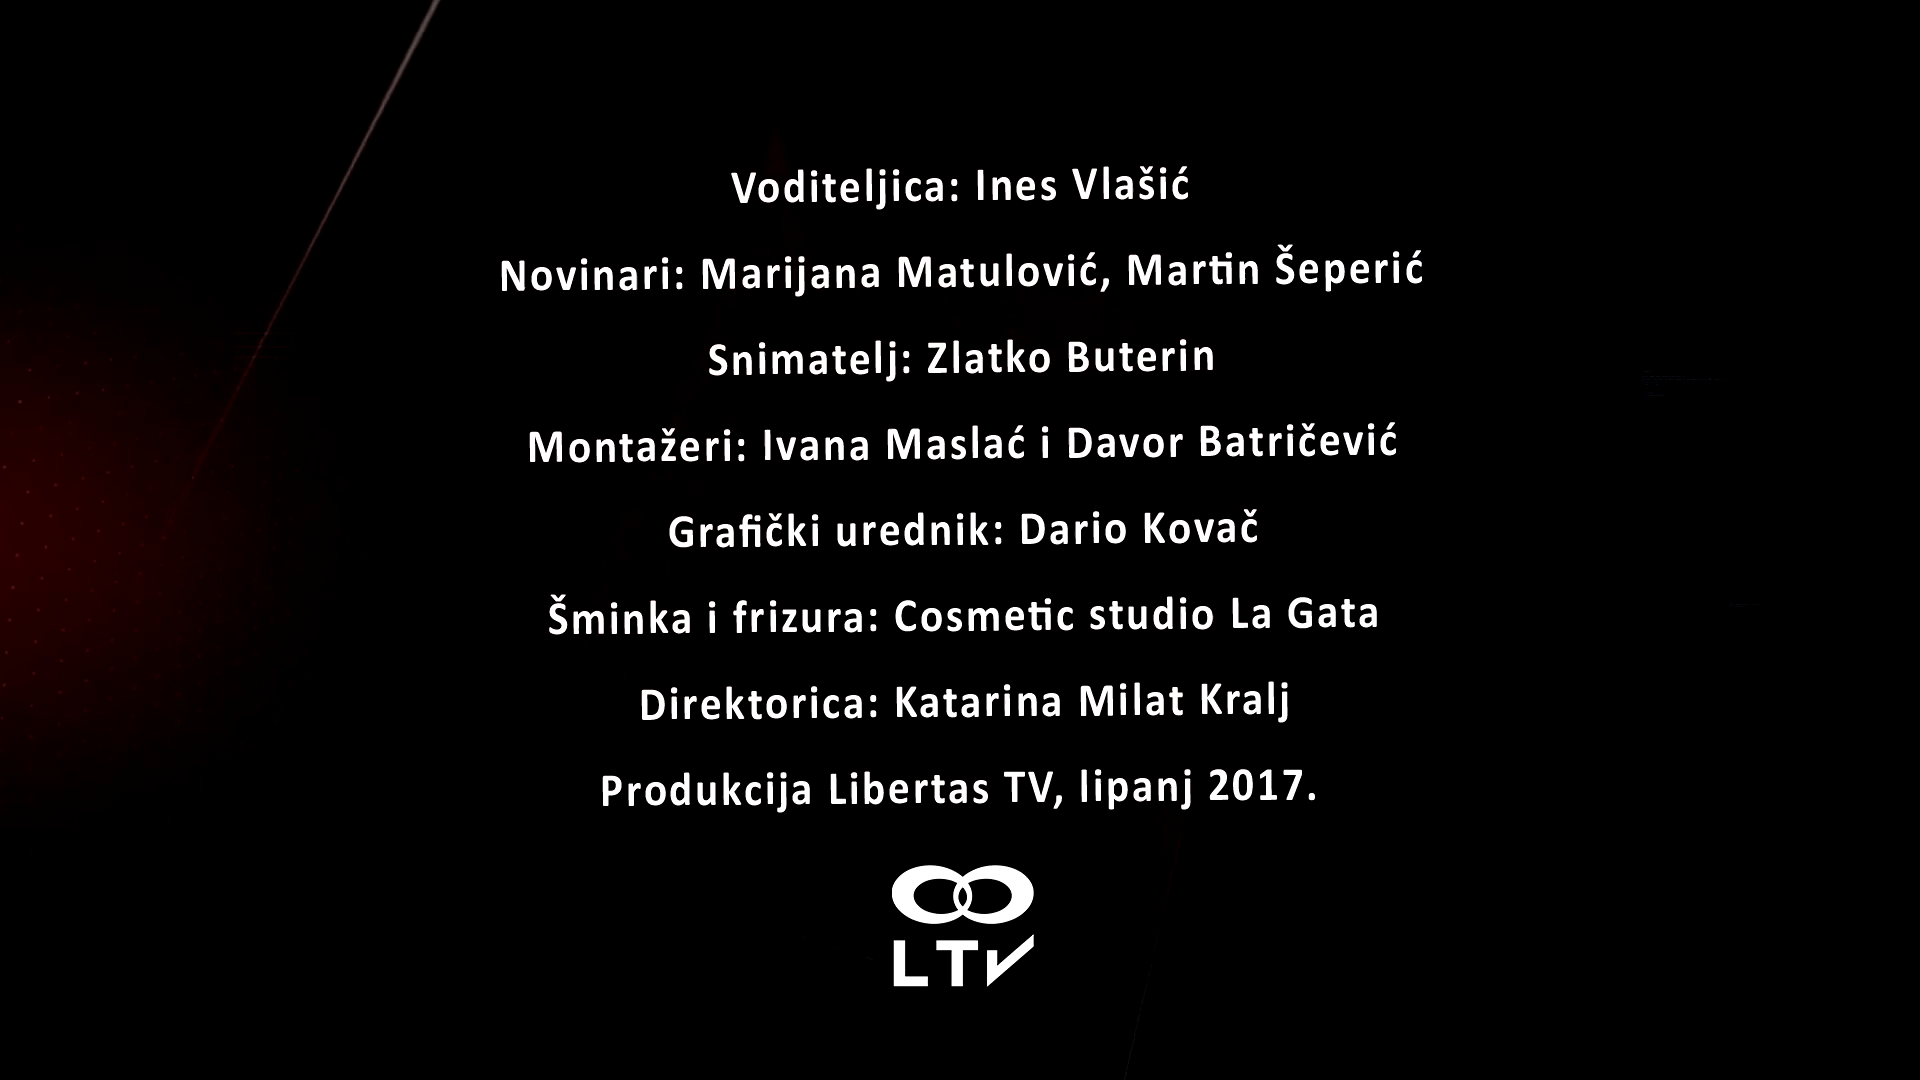 Voditeljica: Ines Vlašić
Novinari: Marijana Matulović, Martin Šeperić
Snimatelj: Zlatko Buterin
Montažeri: Ivana Maslać i Davor Batričević
Grafički urednik: Dario Kovač
Šminka i frizura: Cosmetic studio La Gata
Direktorica: Katarina Milat Kralj
Produkcija Libertas TV, lipanj 2017.
LTV